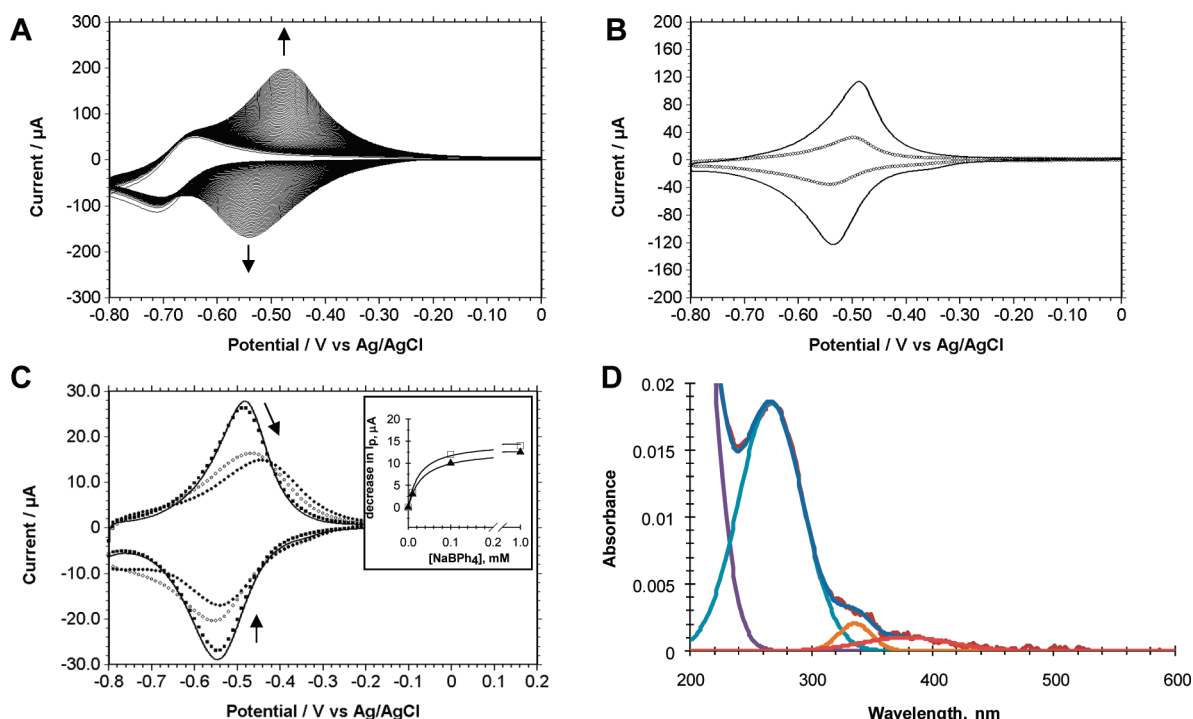 A
300
200
100
0
-100
-200
-300
Current / µA
-0.80 -0.70 -0.60 -0.50 -0.40 -0.30 -0.20 -0.10 0
Potential / V vs Ag/AgCl
B
200
160
120
80
40
0
-40
-80
-120
-160
-200
Current / µA
-0.80 -0.70 -0.60 -0.50 -0.40 -0.30 -0.20 -0.10 0
Potential / V vs Ag/AgCl
C
30.0
20.0
10.0
0
-10.0
-20.0
-30.0
Current / µA
-0.8 -0.7 -0.6 -0.5 -0.4 -0.3 -0.2 -0.1 0 0.1 0.2
Potential / V vs Ag/AgCl
20
15
10
5
0
decrease in Ip, µA
0.0 0.1 0.2 1.0
[NaBPh4], mM
D
0.02
0.015
0.01
0.005
0
Absorbance
200 300 400 500 600
Wavelength, nm